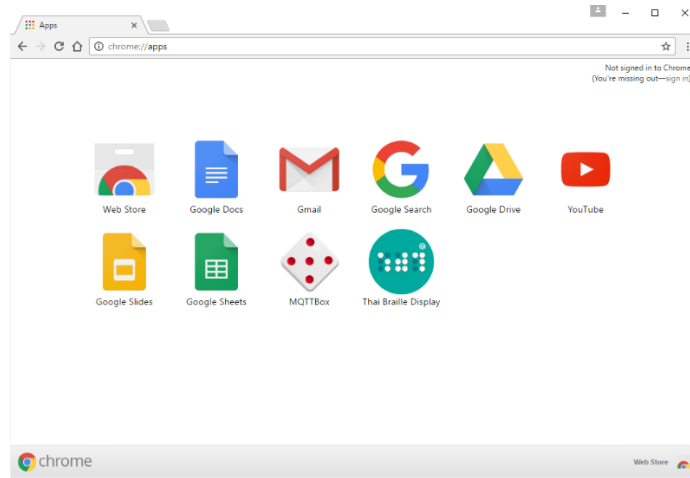 Apps
chrome://apps
Not signed in to Chrome
(You're missing out—sign in)
Web Store
Google Docs
Gmail
Google Search
Google Drive
YouTube
Google Slides
Google Sheets
MQTTBox
Thai Braille Display
chrome
Web Store